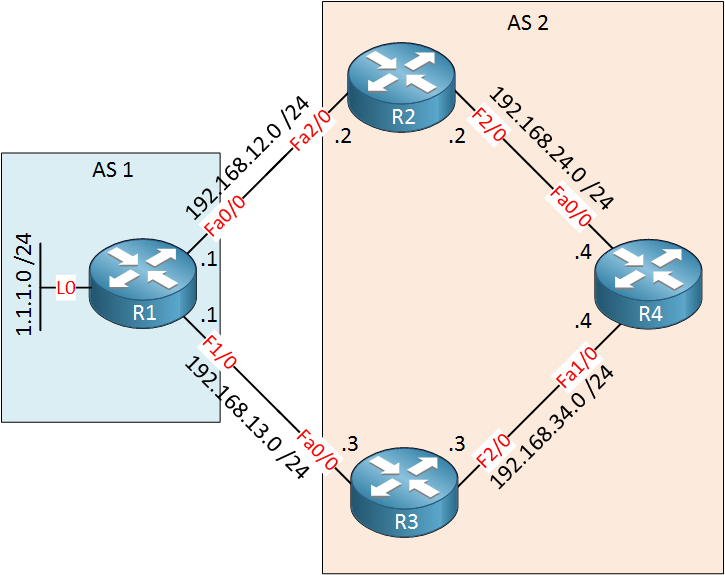 AS 2
R2
192.168.12.0 /24
Fa2/0
.2
.2
F2/0
192.168.24.0 /24
AS 1
Fa0/0
Fa0/0
1.1.1.0 /24
L0
R1
.1
.1
.4
.4
R4
F1/0
192.168.13.0 /24
Fa0/0
.3
.3
Fa1/0
F2/0
192.168.34.0 /24
R3